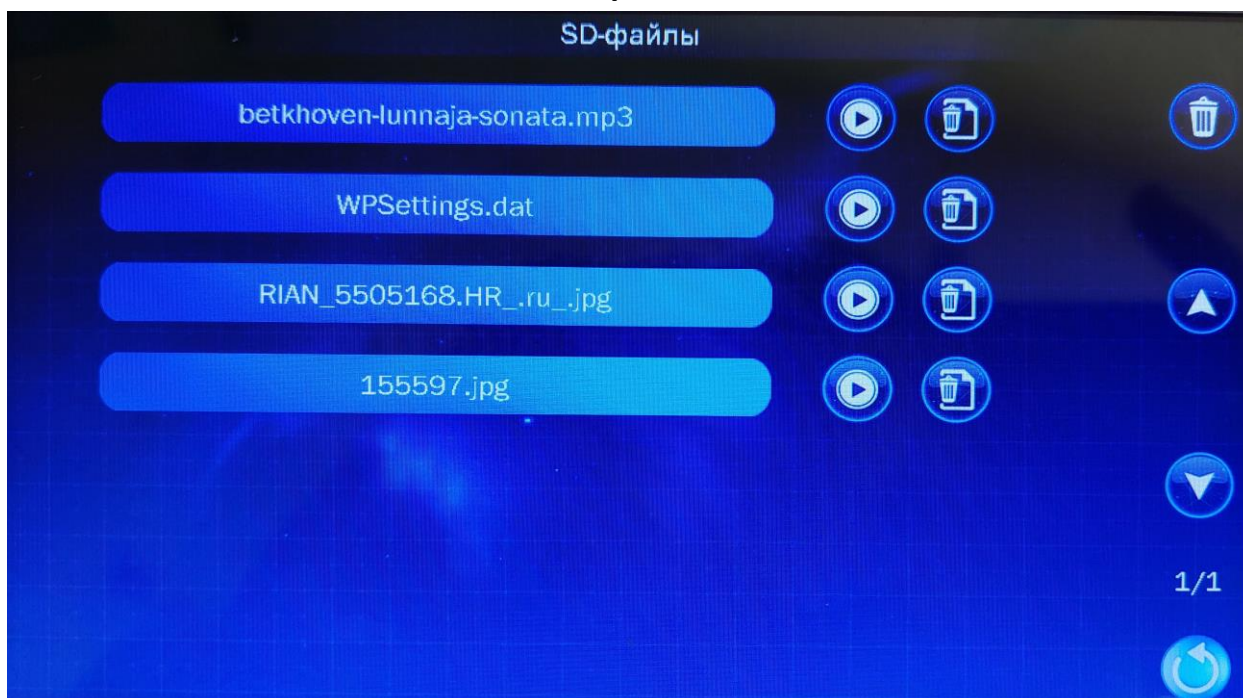 SD-файлы
betkhoven-lunnaja-sonata.mp3
WPSettings.dat
RIAN_5505168.HR_.ru_.jpg
155597.jpg
1/1